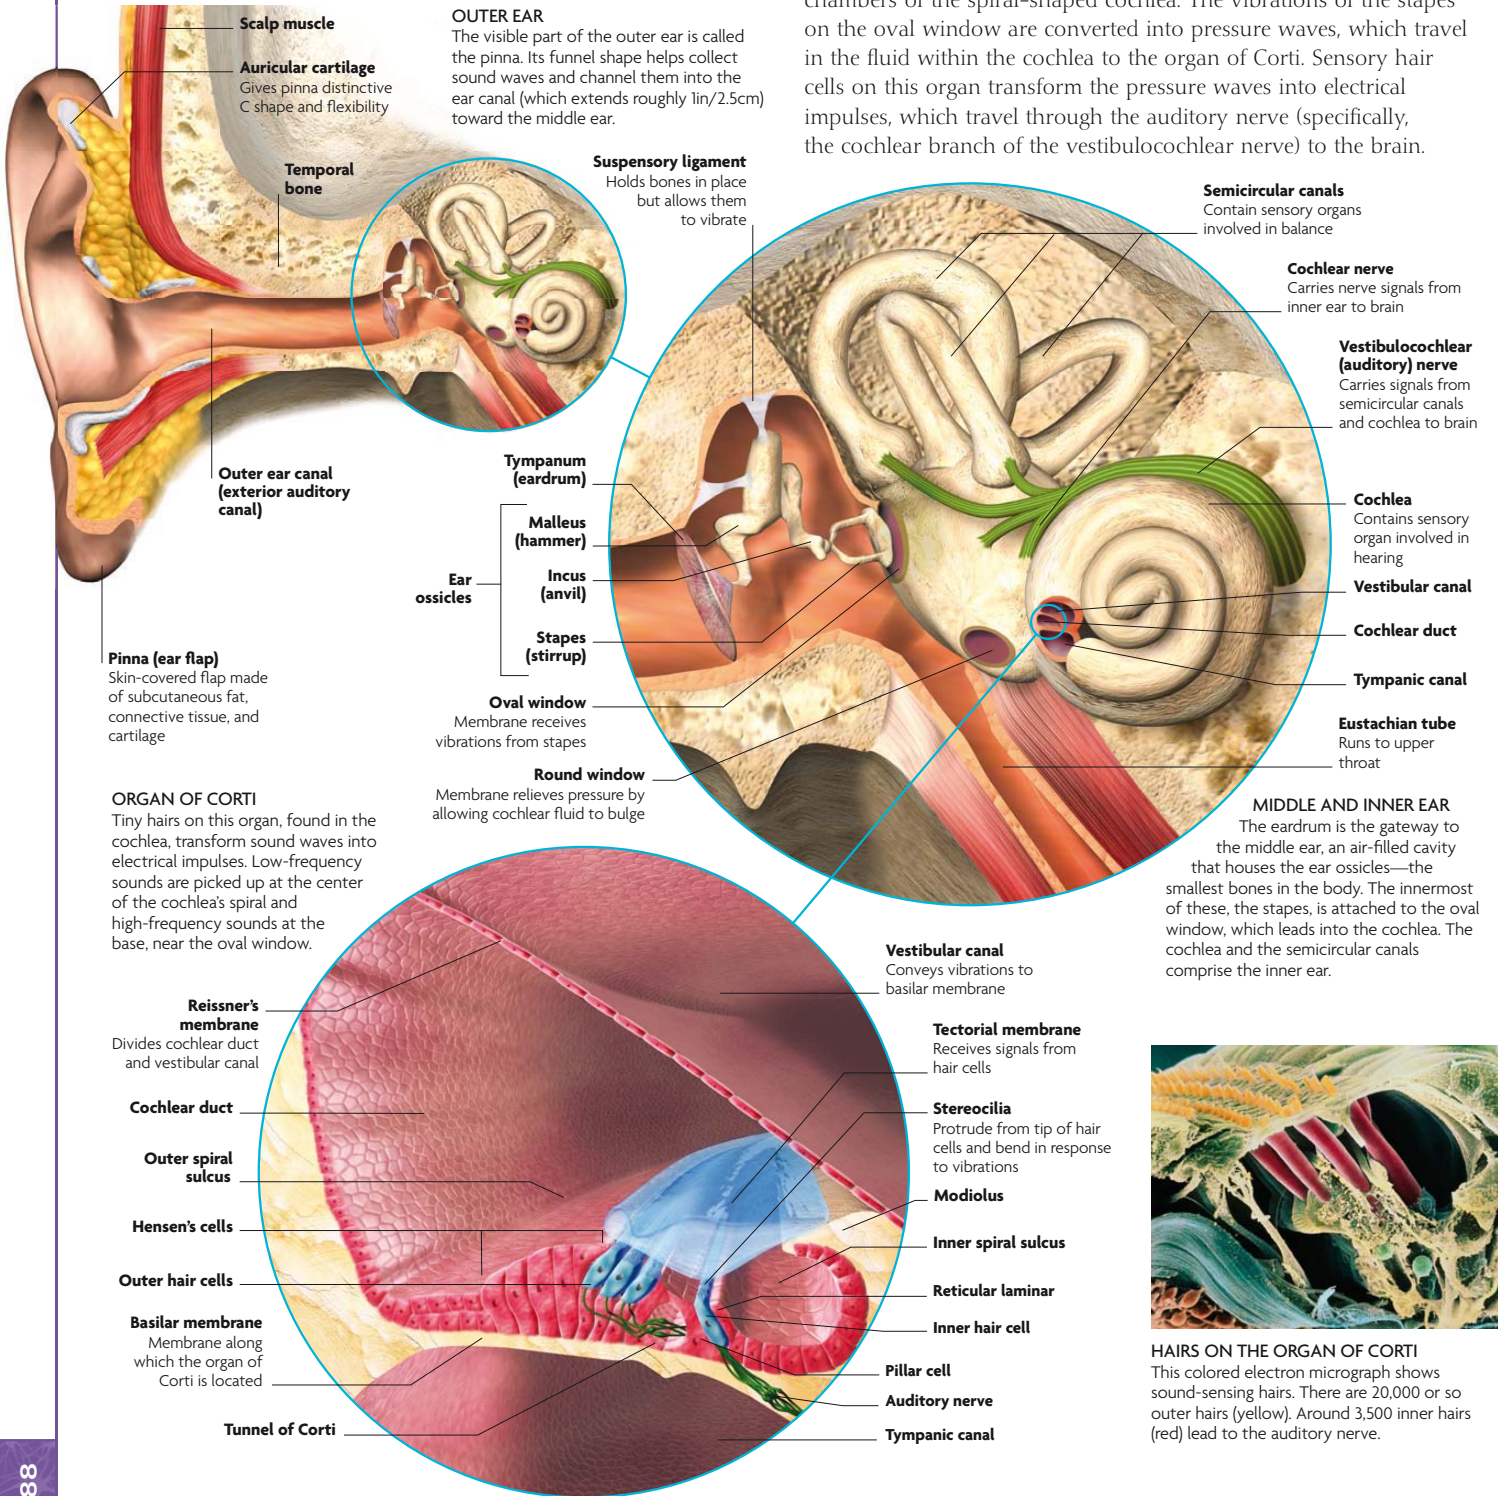 chambers of the spiral-shaped cochlea. The vibrations of the stapes
on the oval window are converted into pressure waves, which travel
in the fluid within the cochlea to the organ of Corti. Sensory hair
cells on this organ transform the pressure waves into electrical
impulses, which travel through the auditory nerve (specifically,
the cochlear branch of the vestibulocochlear nerve) to the brain.
OUTER EAR
The visible part of the outer ear is called
the pinna. Its funnel shape helps collect
sound waves and channel them into the
ear canal (which extends roughly 1in/2.5cm)
toward the middle ear.
Scalp muscle
Auricular cartilage
Gives pinna distinctive
C shape and flexibility
Temporal
bone
Outer ear canal
(exterior auditory
canal)
Pinna (ear flap)
Skin-covered flap made
of subcutaneous fat,
connective tissue, and
cartilage
Suspensory ligament
Holds bones in place
but allows them
to vibrate
Tympanum
(eardrum)
Malleus
(hammer)
Ear
ossicles
Incus
(anvil)
Stapes
(stirrup)
Oval window
Membrane receives
vibrations from stapes
Round window
Membrane relieves pressure by
allowing cochlear fluid to bulge
Semicircular canals
Contain sensory organs
involved in balance
Cochlear nerve
Carries nerve signals from
inner ear to brain
Vestibulocochlear
(auditory) nerve
Carries signals from
semicircular canals
and cochlea to brain
Cochlea
Contains sensory
organ involved in
hearing
Vestibular canal
Cochlear duct
Tympanic canal
Eustachian tube
Runs to upper
throat
MIDDLE AND INNER EAR
The eardrum is the gateway to
the middle ear, an air-filled cavity
that houses the ear ossicles—the
smallest bones in the body. The innermost
of these, the stapes, is attached to the oval
window, which leads into the cochlea. The
cochlea and the semicircular canals
comprise the inner ear.
ORGAN OF CORTI
Tiny hairs on this organ, found in the
cochlea, transform sound waves into
electrical impulses. Low-frequency
sounds are picked up at the center
of the cochlea's spiral and
high-frequency sounds at the
base, near the oval window.
Reissner's
membrane
Divides cochlear duct
and vestibular canal
Cochlear duct
Outer spiral
sulcus
Hensen's cells
Outer hair cells
Basilar membrane
Membrane along
which the organ of
Corti is located
Tunnel of Corti
Vestibular canal
Conveys vibrations to
basilar membrane
Tectorial membrane
Receives signals from
hair cells
Stereocilia
Protrude from tip of hair
cells and bend in response
to vibrations
Modiolus
Inner spiral sulcus
Reticular laminar
Inner hair cell
Pillar cell
Auditory nerve
Tympanic canal
HAIRS ON THE ORGAN OF CORTI
This colored electron micrograph shows
sound-sensing hairs. There are 20,000 or so
outer hairs (yellow). Around 3,500 inner hairs
(red) lead to the auditory nerve.
88